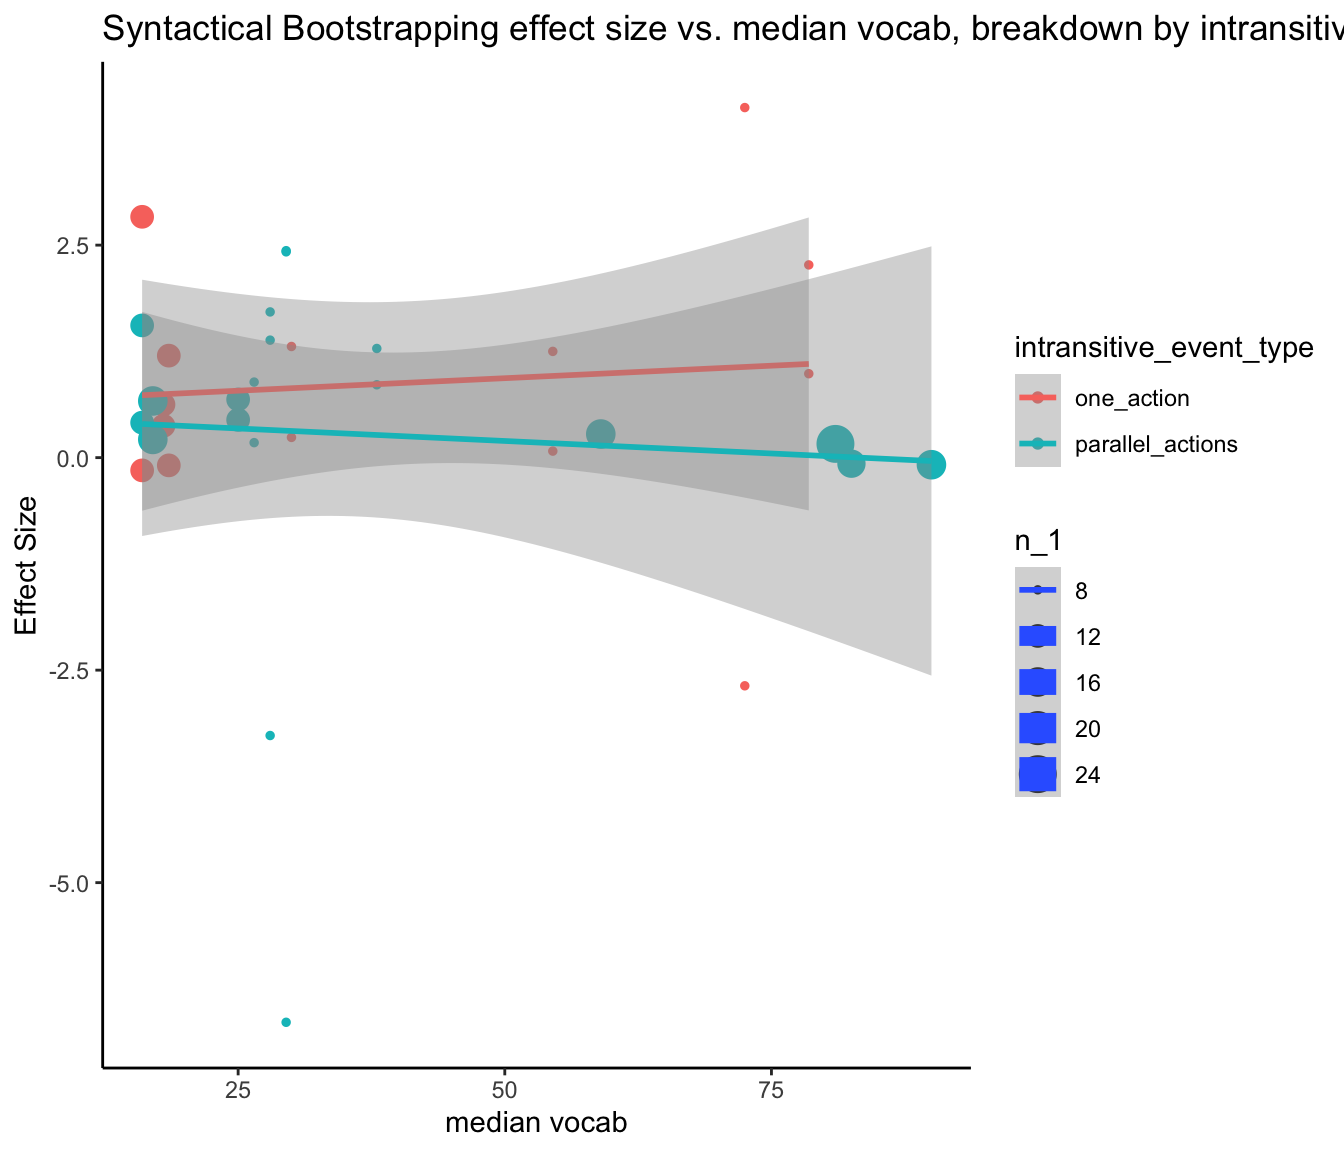 Syntactical Bootstrapping effect size vs. median vocab, breakdown by intransitiv
Effect Size
2.5
0.0
-2.5
-5.0
25 50 75
median vocab
intransitive_event_type
one_action
parallel_actions
n_1
8
12
16
20
24